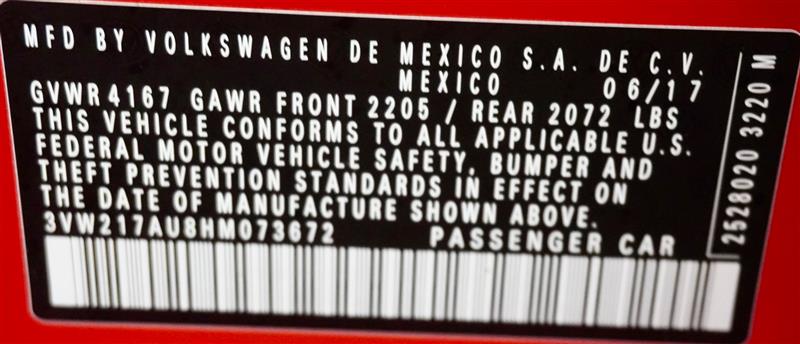 MFD BY VOLKSWAGEN DE MEXICO S.A. DE C.V.
MEXICO 06/17
GVWR 4167 GAWR FRONT 2205 / REAR 2072 LBS
THIS VEHICLE CONFORMS TO ALL APPLICABLE U.S.
FEDERAL MOTOR VEHICLE SAFETY, BUMPER AND
THEFT PREVENTION STANDARDS IN EFFECT ON
THE DATE OF MANUFACTURE SHOWN ABOVE.
3VW217AU8HM073672 PASSENGER CAR
2528020 3220 M